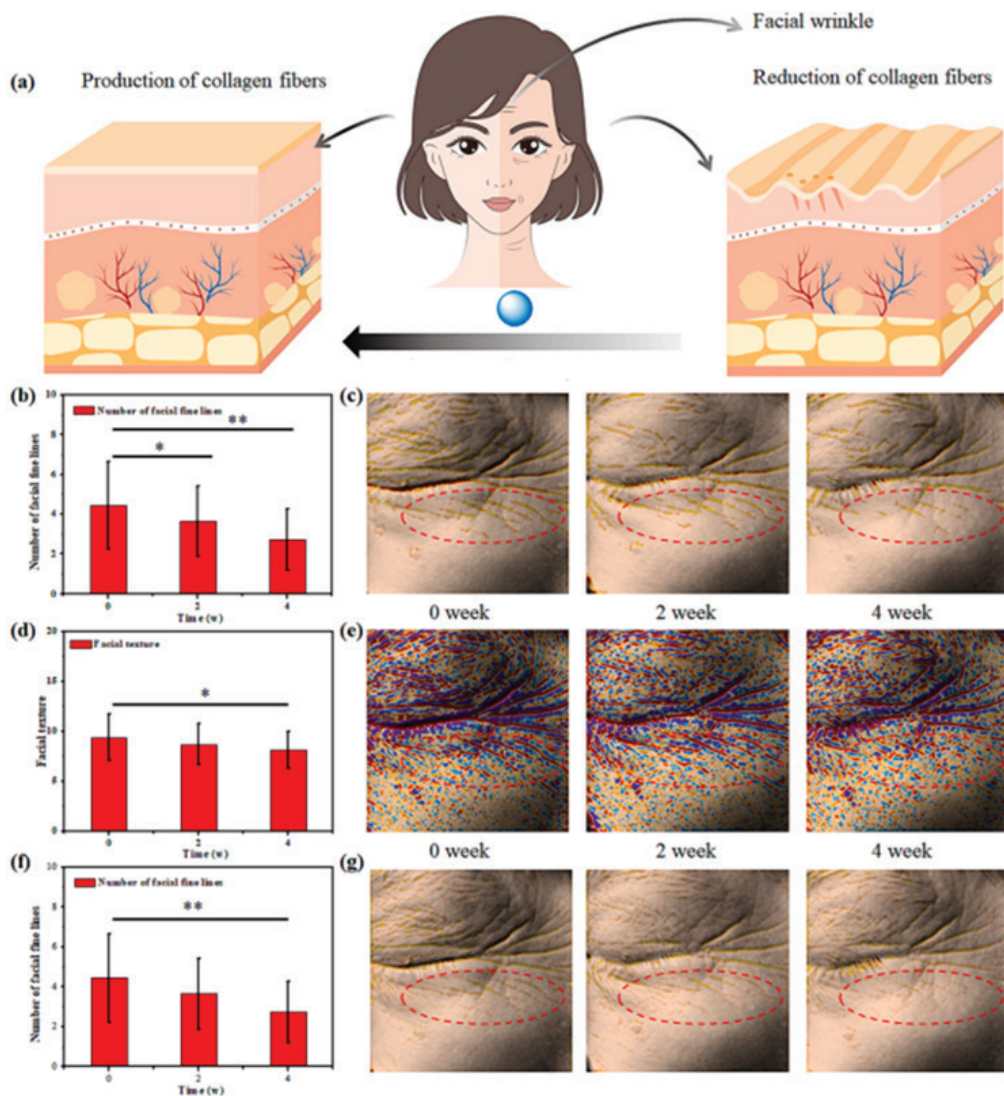 Facial wrinkle
(a)
Production of collagen fibers
Reduction of collagen fibers
(b)
10
8
6
4
2
0
Number of facial fine lines
Number of facial fine lines
*
**
0
2
4
Time (w)
(c)
0 week
2 week
4 week
(d)
20
15
10
5
0
Facial texture
Facial texture
*
0
2
4
Time (w)
(e)
0 week
2 week
4 week
(f)
10
8
6
4
2
0
Number of facial fine lines
Number of facial fine lines
**
0
2
4
Time (w)
(g)